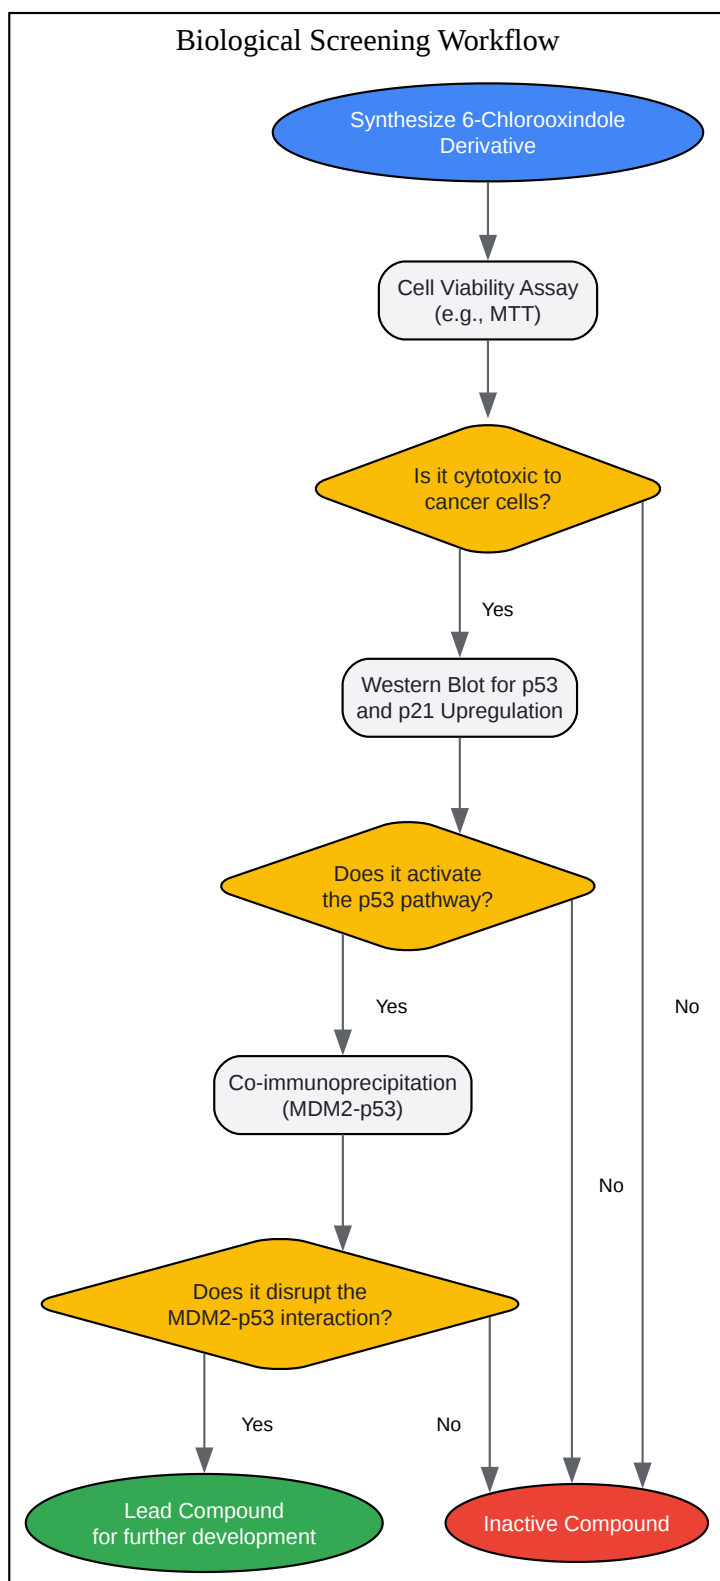 Biological Screening Workflow
Synthesize 6-Chlorooxindole
Derivative
Cell Viability Assay
(e.g., MTT)
Is it cytotoxic to
cancer cells?
Yes
Western Blot for p53
and p21 Upregulation
Does it activate
the p53 pathway?
Yes
No
Co-immunoprecipitation
(MDM2-p53)
No
Does it disrupt the
MDM2-p53 interaction?
Yes
No
Lead Compound
for further development
Inactive Compound